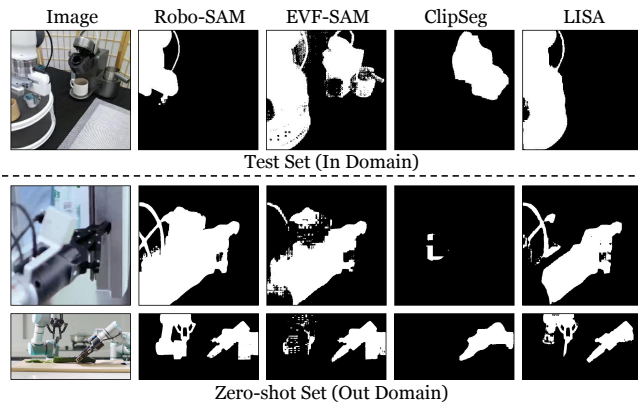 Image Robo-SAM EVF-SAM ClipSeg LISA
Test Set (In Domain)
Zero-shot Set (Out Domain)